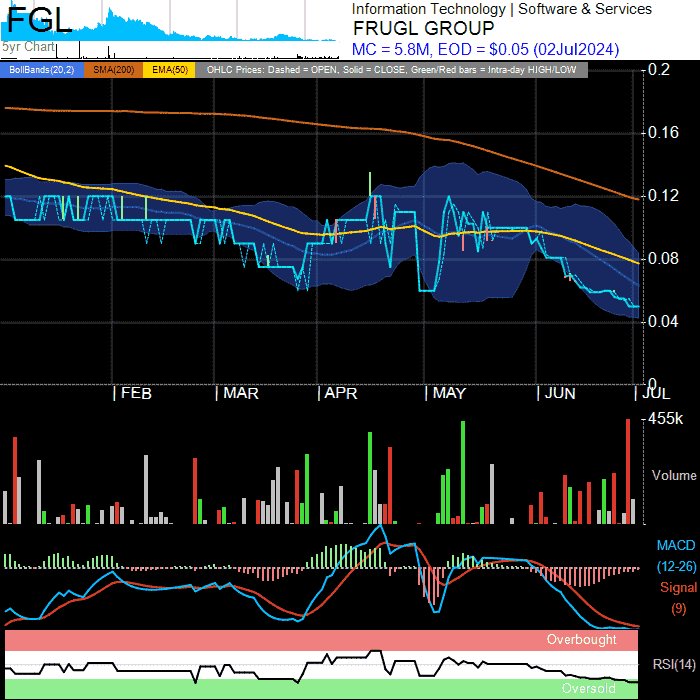 FGL
5yr Chart
Information Technology | Software & Services
FRUGL GROUP
MC = 5.8M, EOD = $0.05 (02Jul2024)
BollBands(20,2) SMA(200) EMA(50) OHLC Prices: Dashed = OPEN, Solid = CLOSE, Green/Red bars = Intra-day HIGH/LOW
0.2
0.16
0.12
0.08
0.04
0
FEB MAR APR MAY JUN JUL
455k
Volume
MACD
(12-26)
Signal
(9)
Overbought
RSI(14)
Oversold